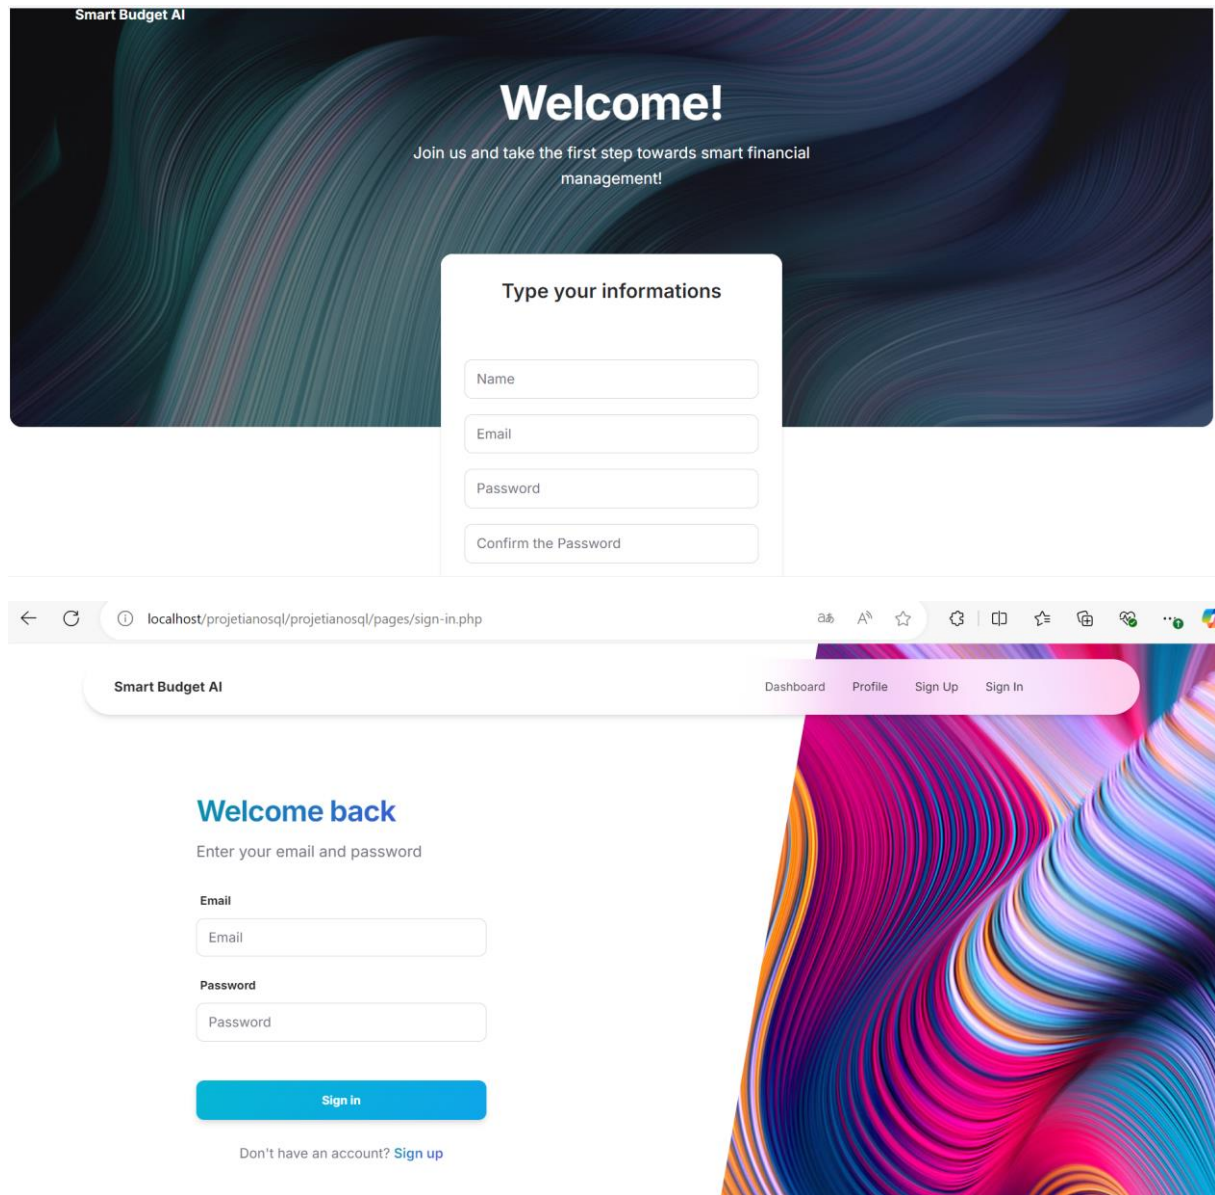 Smart Budget AI
Welcome!
Join us and take the first step towards smart financial
management!
Type your informations
Name
Email
Password
Confirm the Password
localhost/projetianosql/projetianosql/pages/sign-in.php
Smart Budget AI
Dashboard Profile Sign Up Sign In
Welcome back
Enter your email and password
Email
Email
Password
Password
Sign in
Don't have an account? Sign up